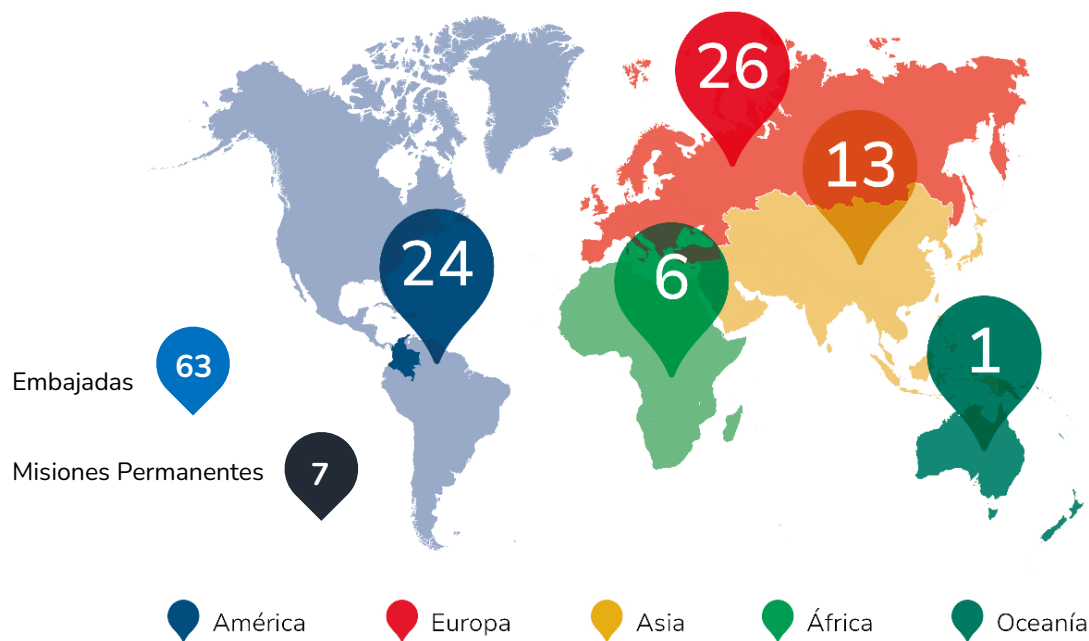 26
13
24
6
1
63
Embajadas
Misiones Permanentes
7
América
Europa
Asia
África
Oceanía